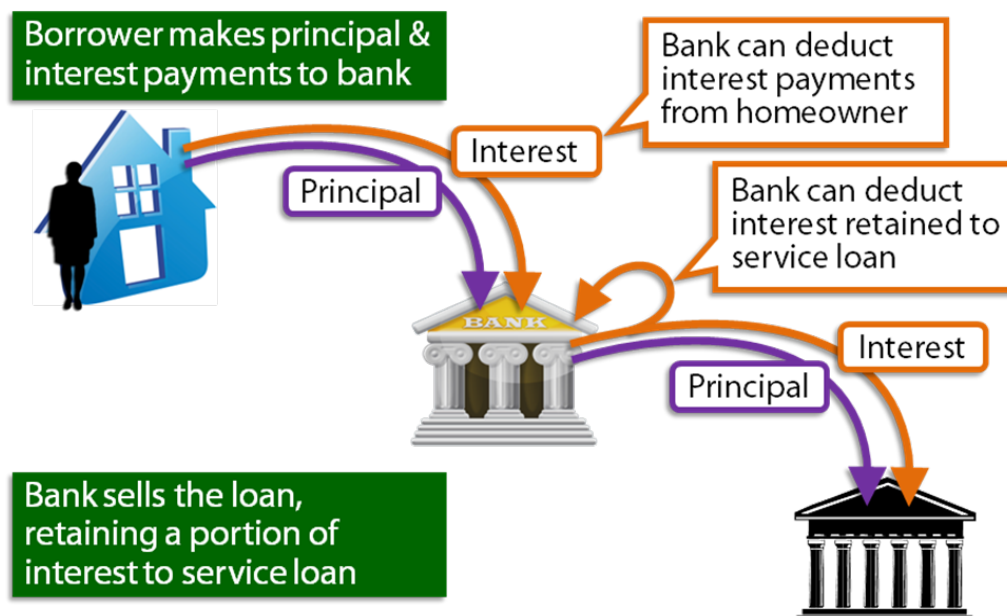 Borrower makes principal &
interest payments to bank
Bank can deduct
interest payments
from homeowner
Interest
Principal
Bank can deduct
interest retained to
service loan
BANK
Interest
Principal
Bank sells the loan,
retaining a portion of
interest to service loan